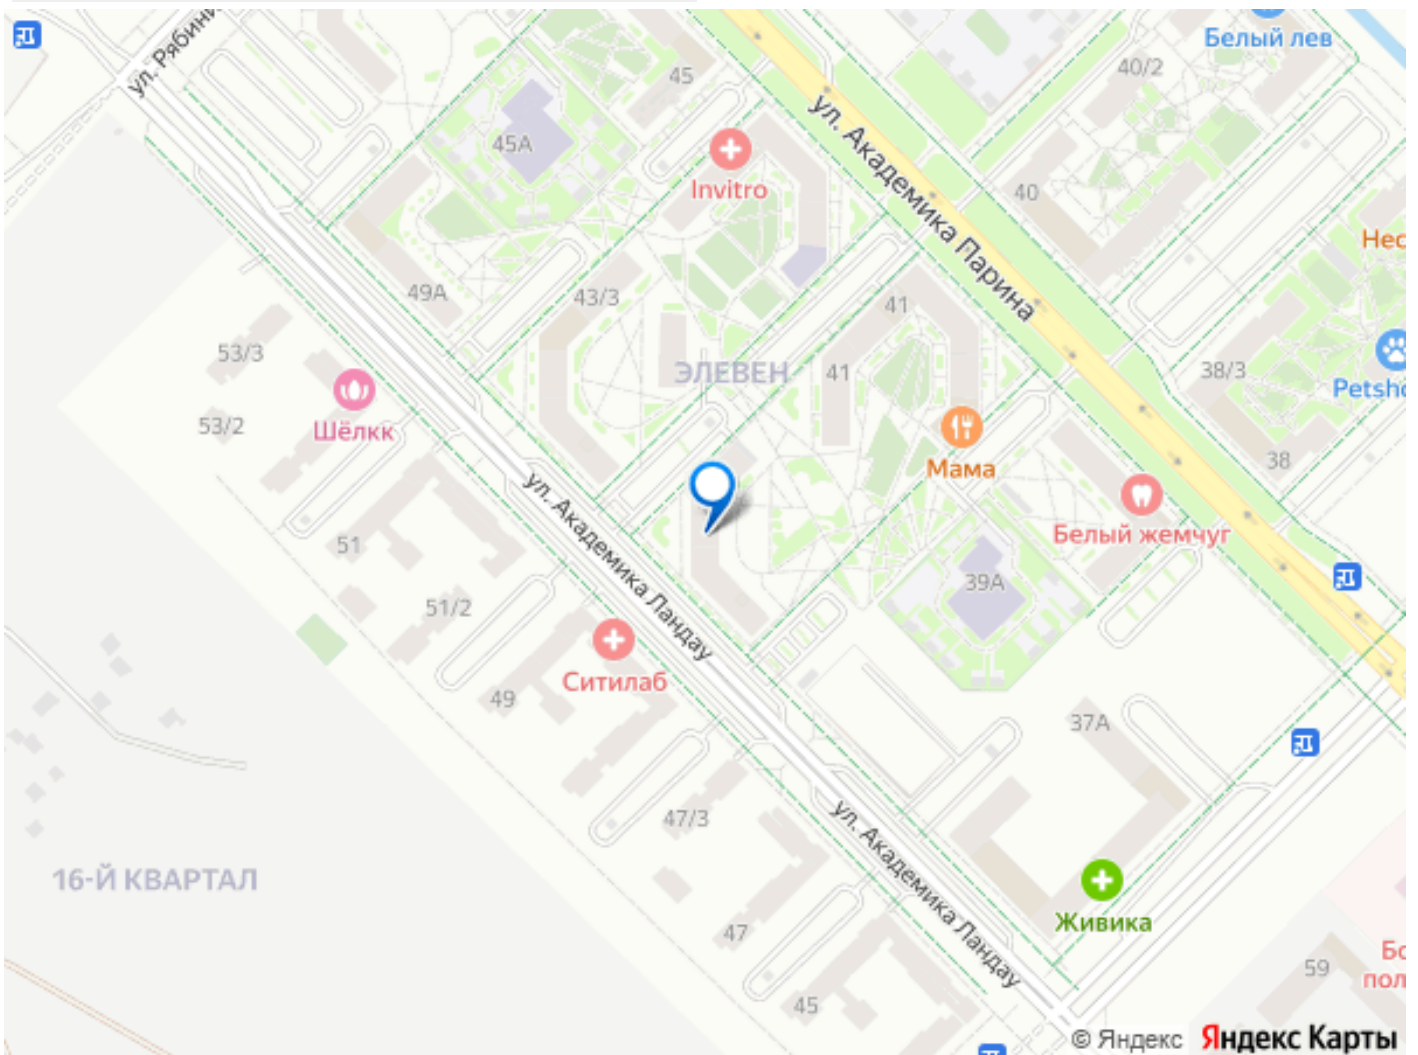 ул. Рябини
Белый лев
40/2
45
45А
ул. Академика Парина
Invitro
40
Нес
49А
43/3
41
53/3
ЭЛЕВЕН
41
38/3
Petsho
53/2
Шёлкк
Мама
38
ул. Академика Ландау
Белый жемчуг
51
39А
51/2
Ситилаб
49
37А
47/3
ул. Академика Ландау
16-Й КВАРТАЛ
Живика
47
59
Бо
пол
45
© Яндекс Яндекс Карты